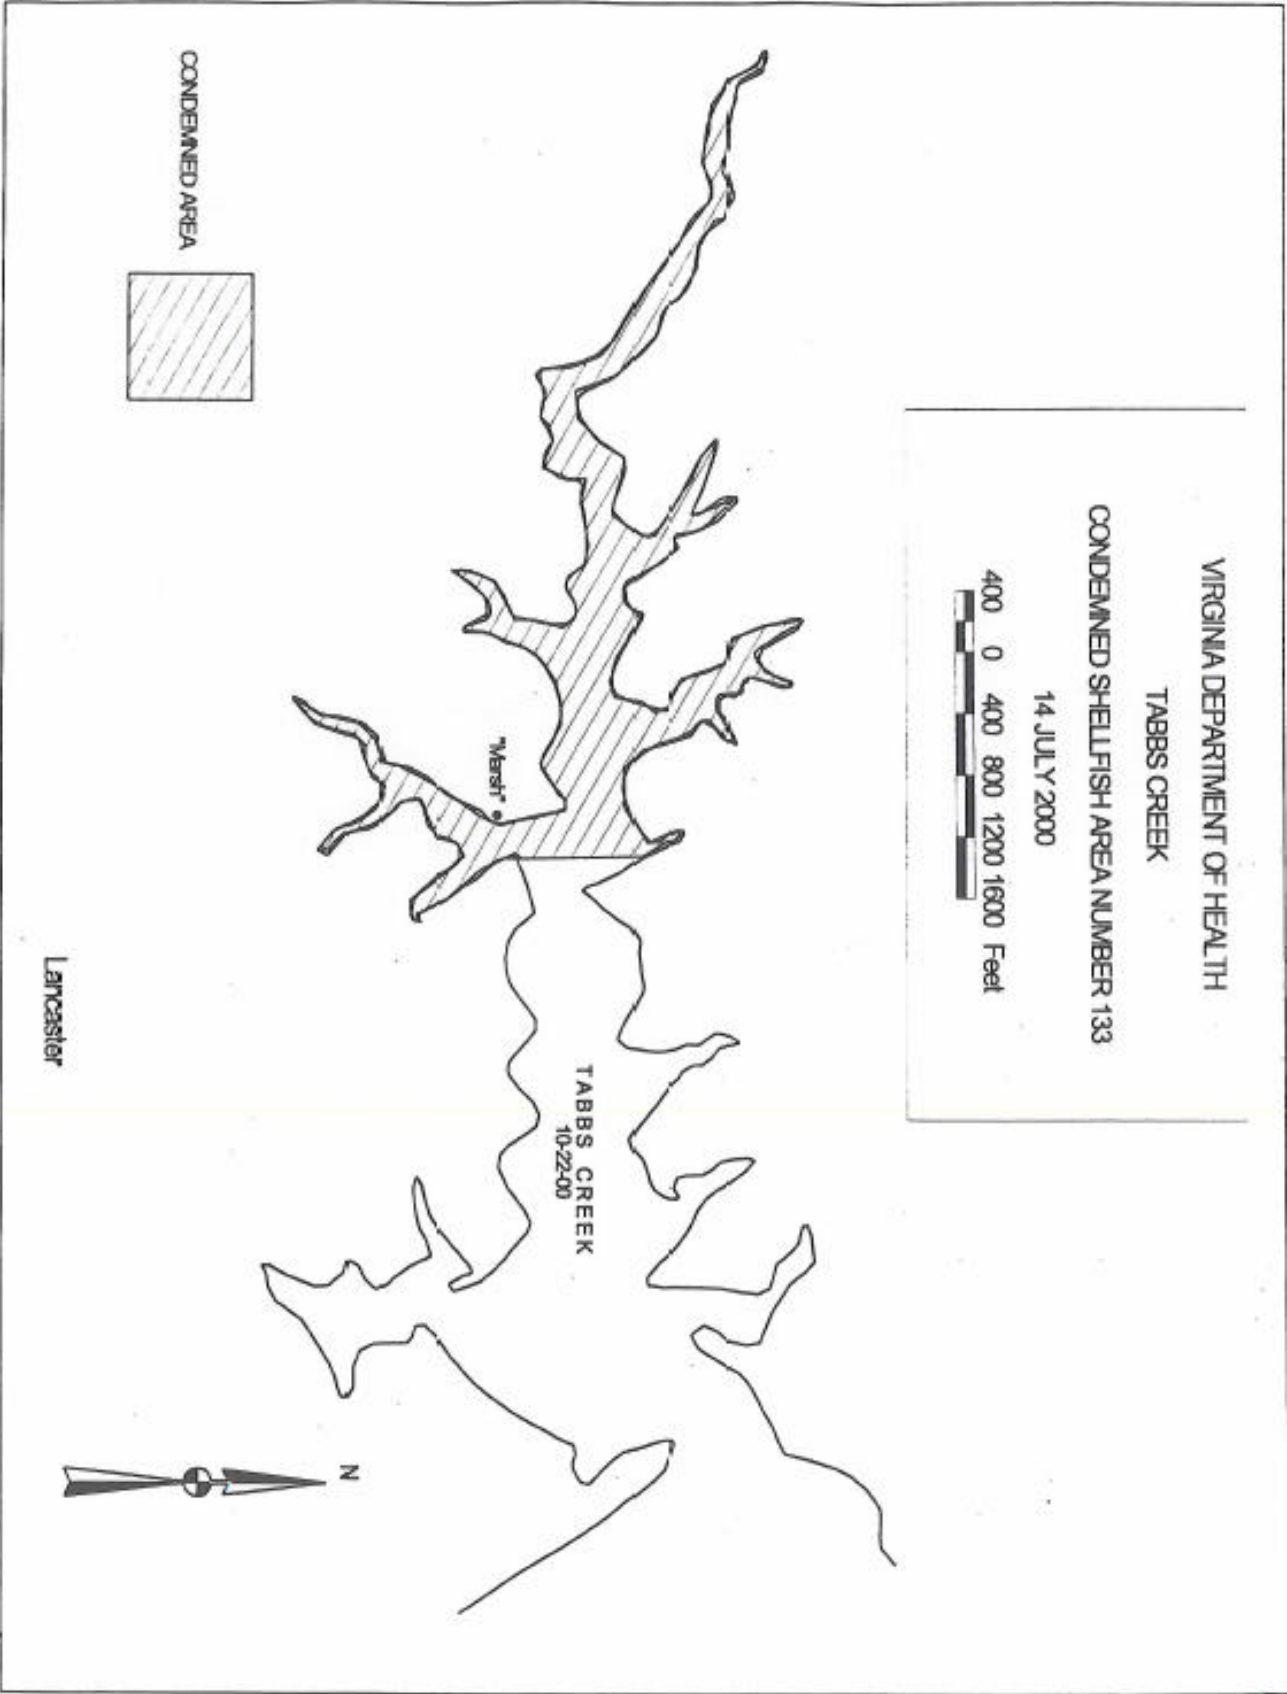 VIRGINIA DEPARTMENT OF HEALTH
TABBS CREEK
CONDEMNED SHELLFISH AREA NUMBER 133
14 JULY 2000
400 0 400 800 1200 1600 Feet
"Marsh"
TABBS CREEK
10-22-00
CONDEMNED AREA
Lancaster
N